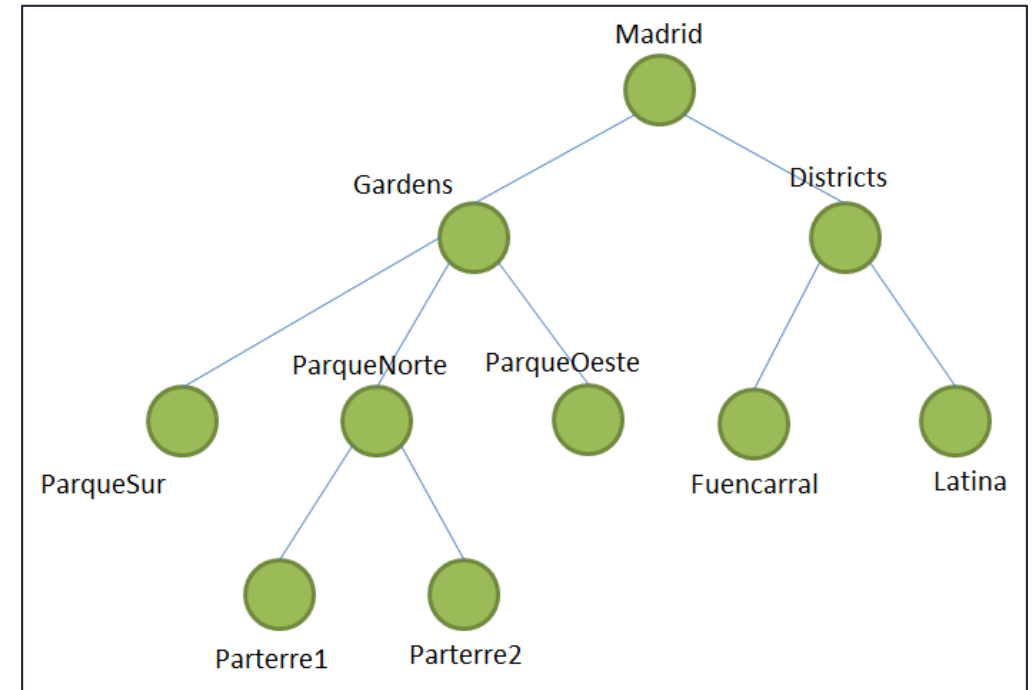 Madrid
Gardens
Districts
ParqueNorte
ParqueOeste
ParqueSur
Fuencarral
Latina
Parterre1
Parterre2